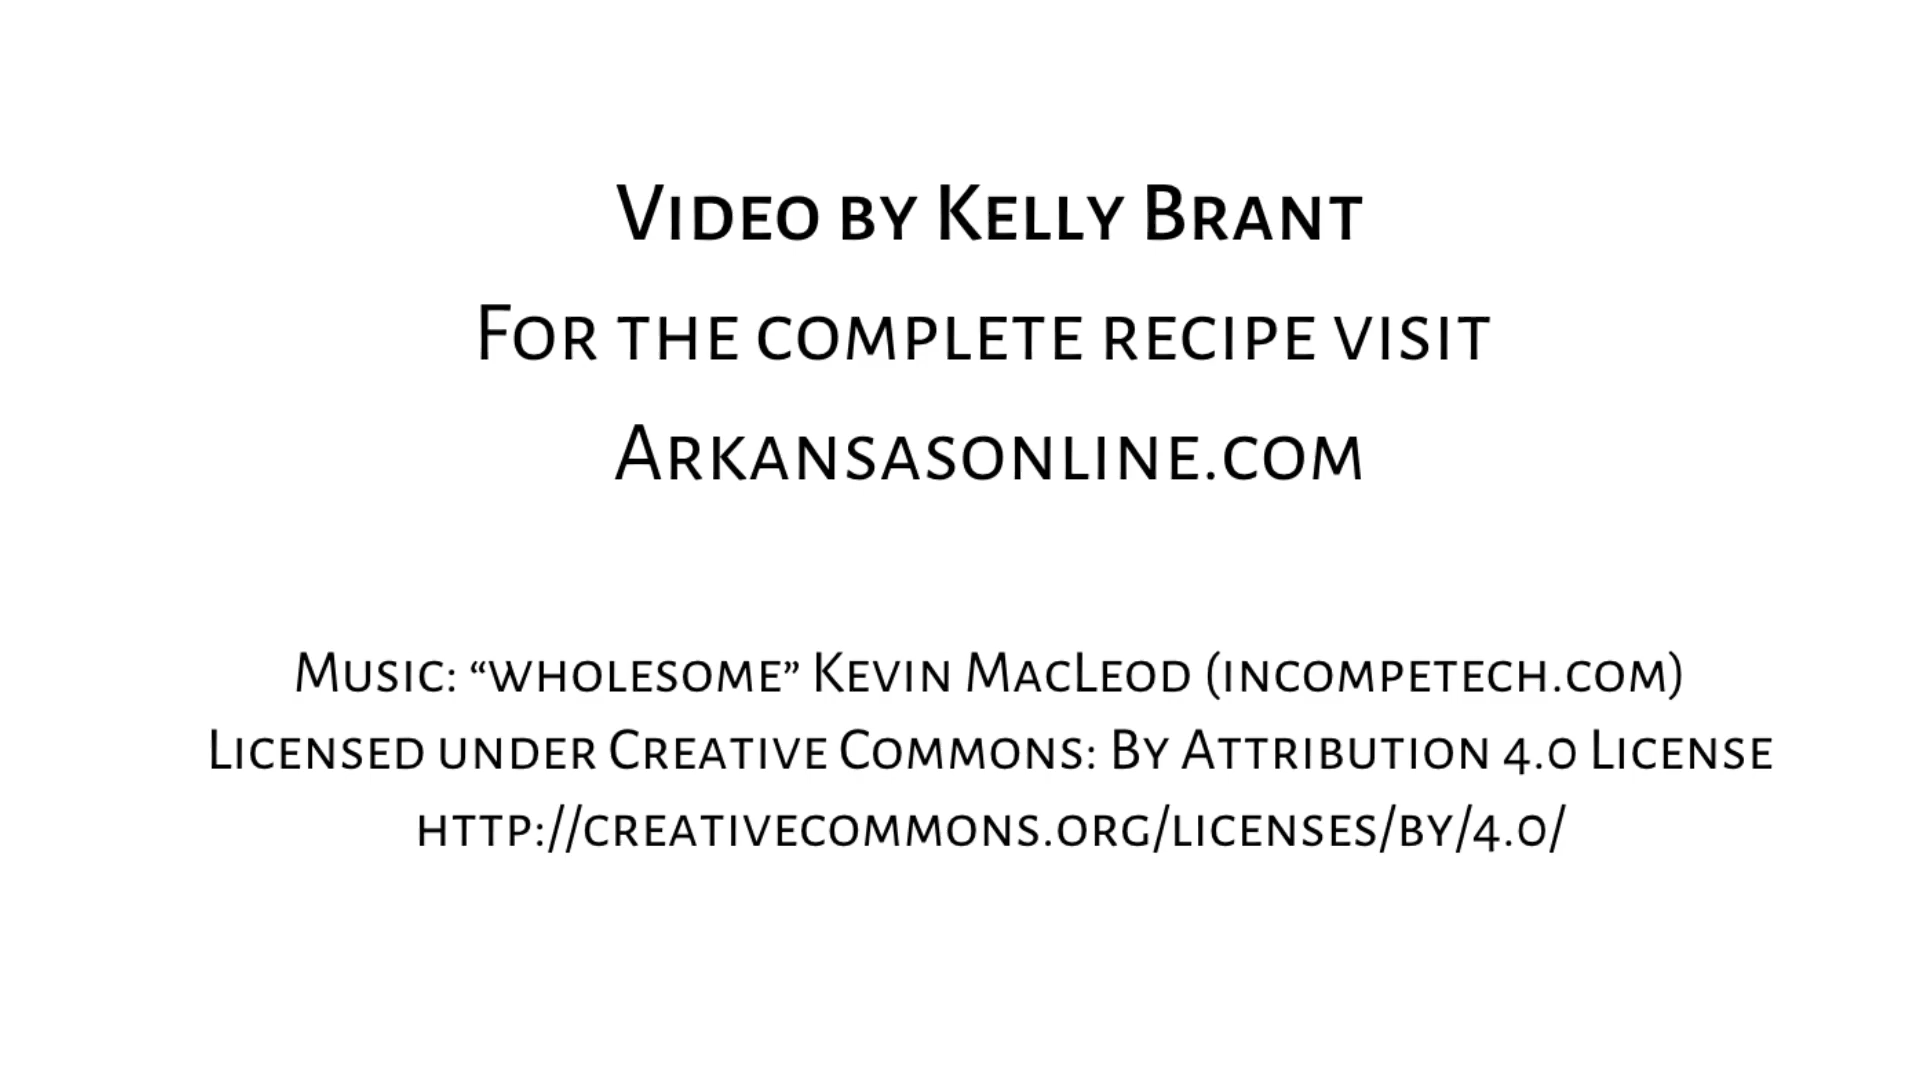 Video by Kelly Brant
For the complete recipe visit
Arkansasonline.com
Music: “wholesome” Kevin MacLeod (incompetech.com)
Licensed under Creative Commons: By Attribution 4.0 License
http://creativecommons.org/licenses/by/4.0/